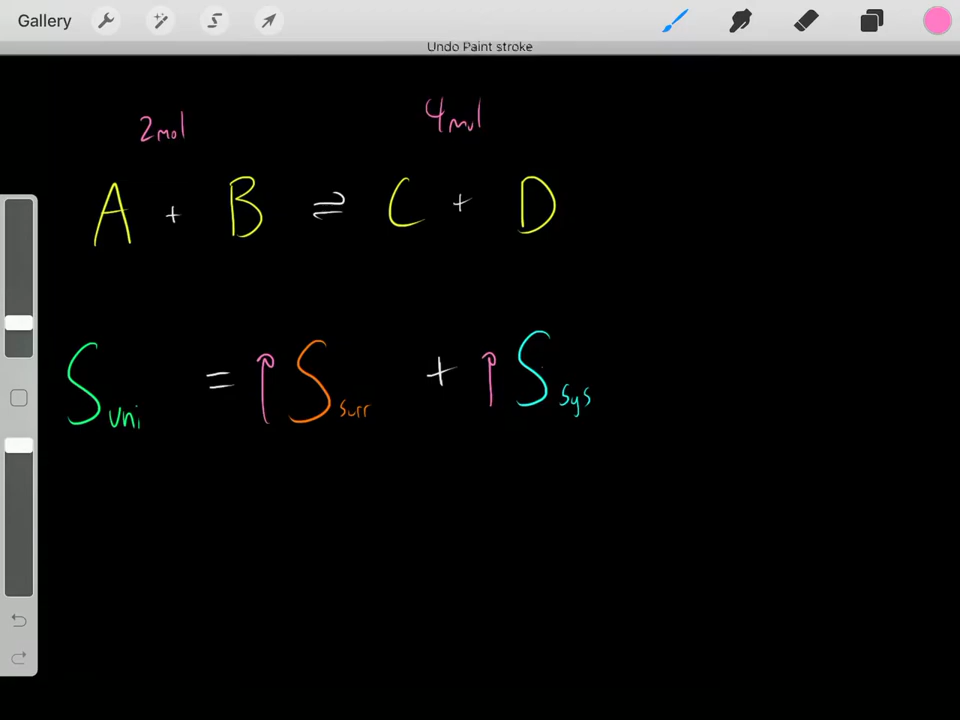 Gallery
Undo Paint stroke
2mol 4mol
A + B ⇌ C + D
S uni = ↑ S surr + ↑ S sys